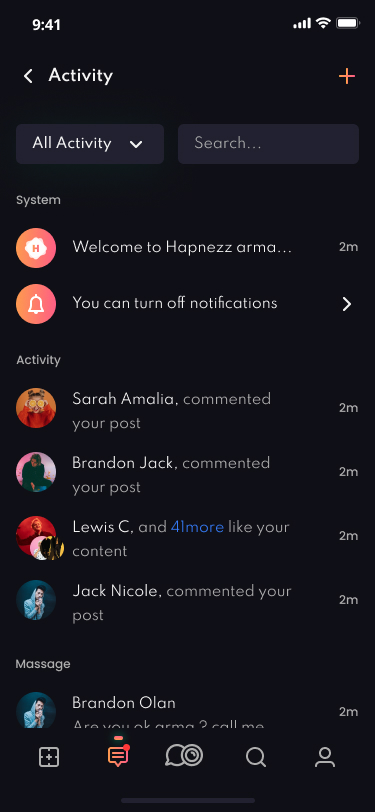 9:41
Activity
All Activity
Search...
System
H
Welcome to Hapnezz arma...
2m
You can turn off notifications
Activity
Sarah Amalia, commented
your post
2m
Brandon Jack, commented
your post
2m
Lewis C, and 41more like your
content
2m
Jack Nicole, commented your
post
2m
Massage
Brandon Olan
Are you ok arma ? call me
2m